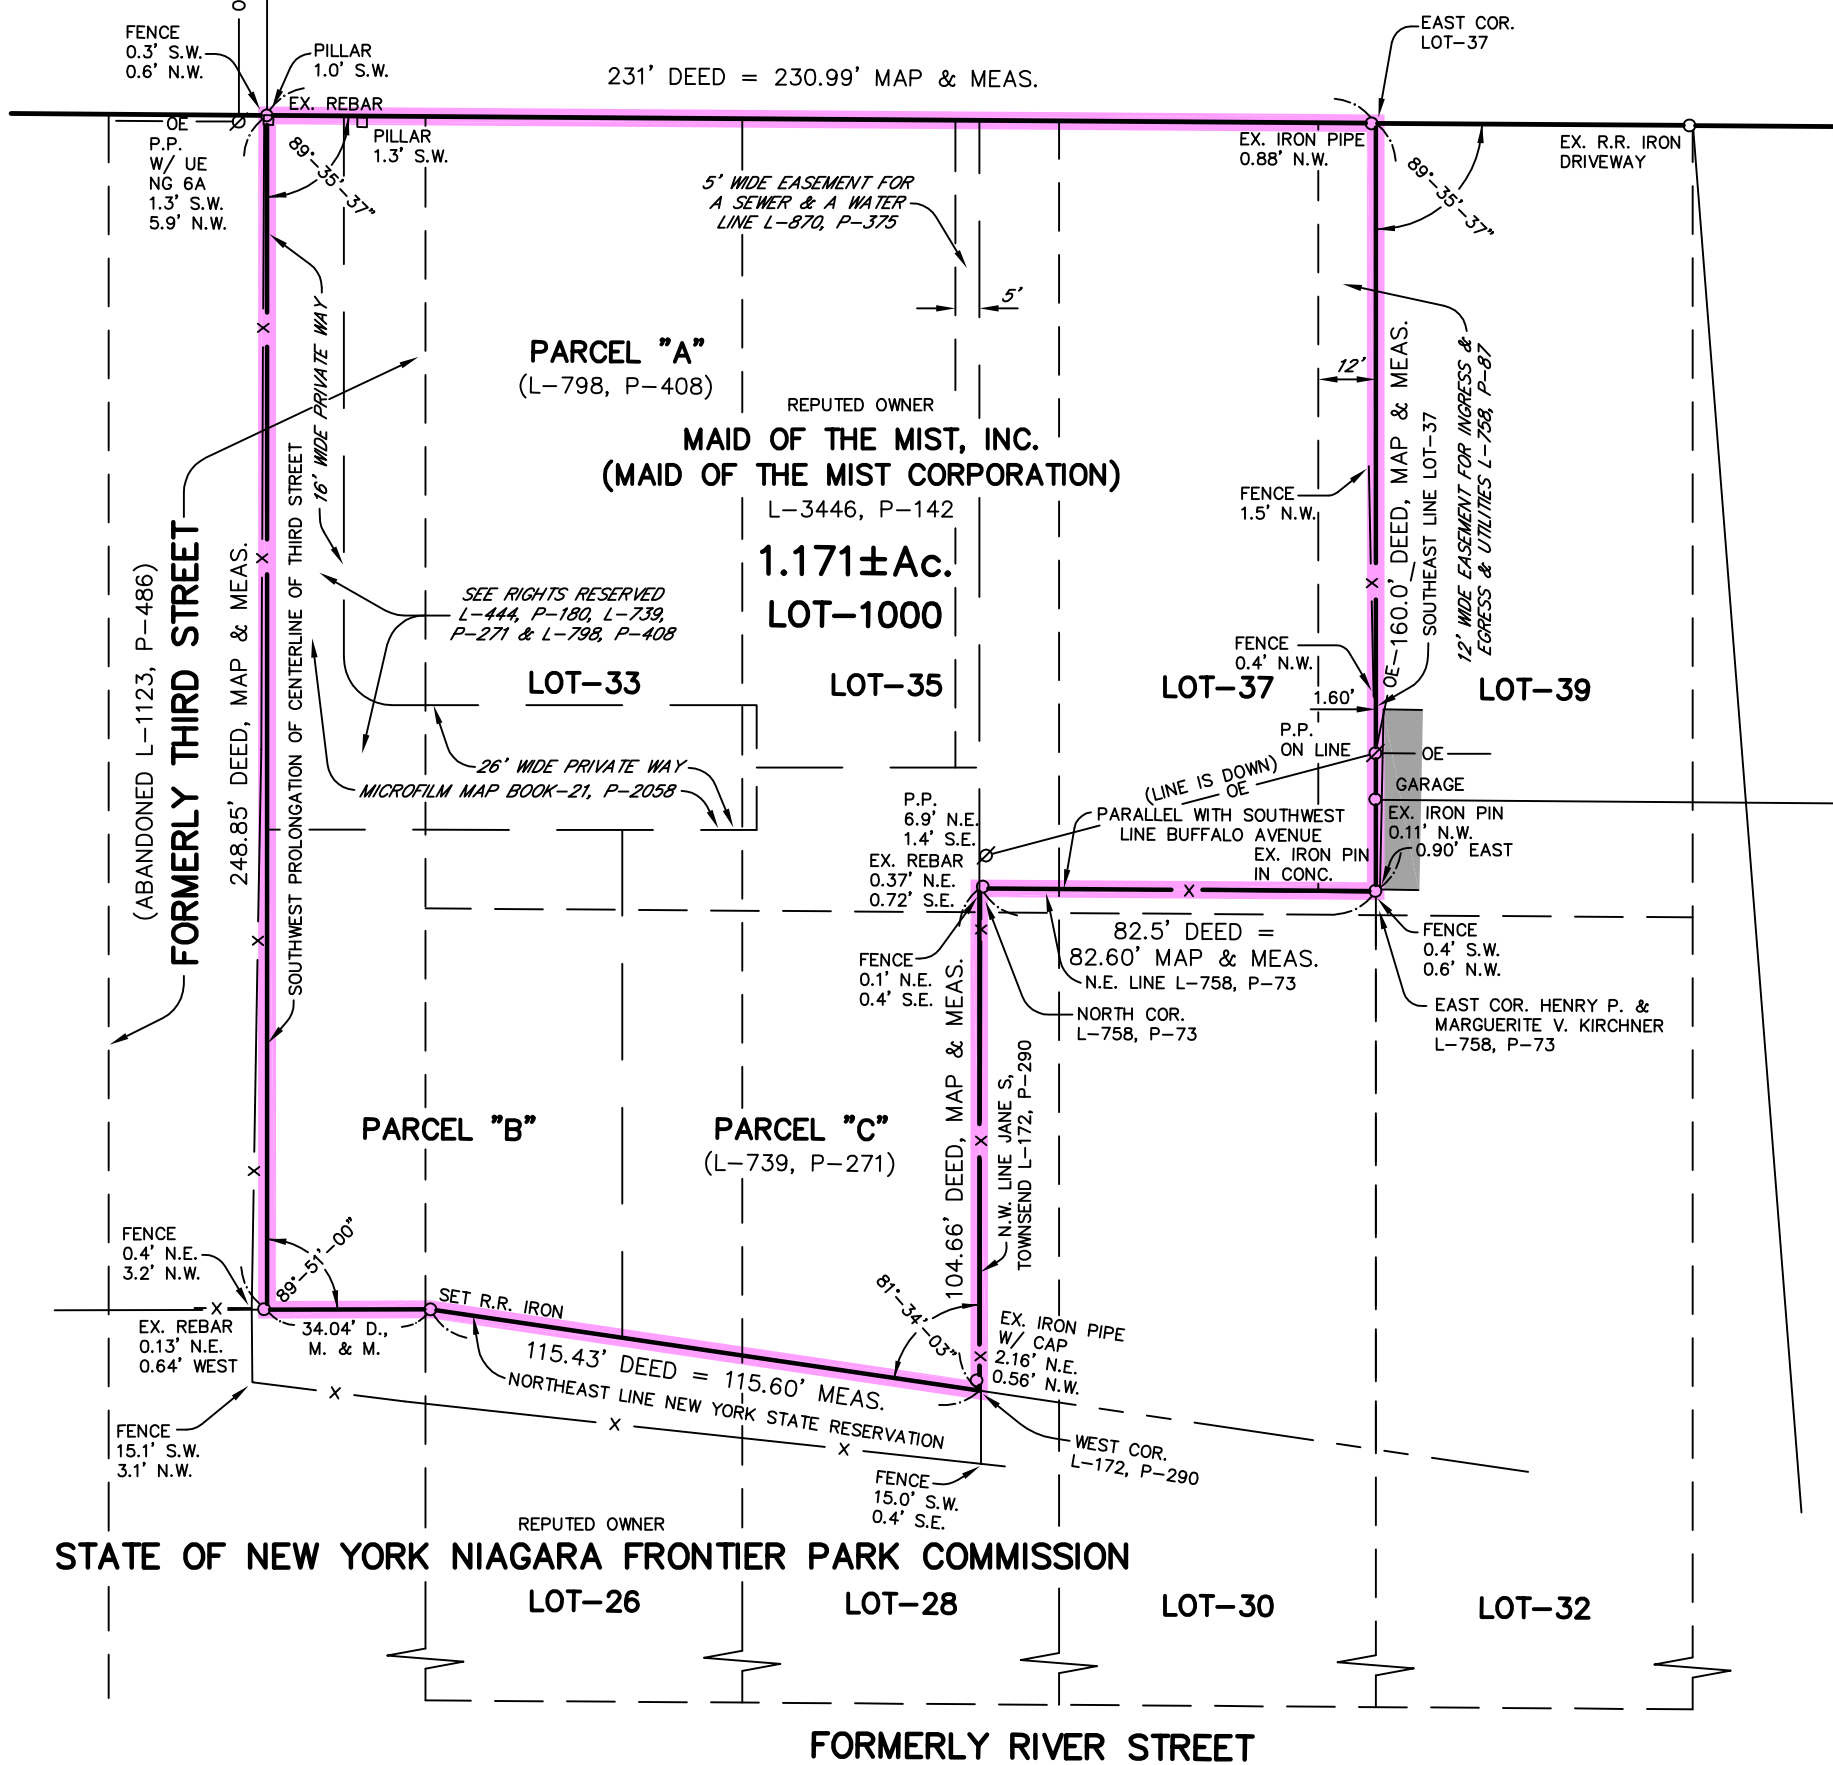 O
FENCE
0.3' S.W.
0.6' N.W.
PILLAR
1.0' S.W.
231' DEED = 230.99' MAP & MEAS.
EAST COR.
LOT-37
EX. REBAR
OE
P.P.
W/ UE
NG 6A
1.3' S.W.
5.9' N.W.
PILLAR
1.3' S.W.
89°-35'-37"
5' WIDE EASEMENT FOR
A SEWER & A WATER
LINE L-870, P-375
5'
EX. IRON PIPE
0.88' N.W.
89°-35'-37"
EX. R.R. IRON
DRIVEWAY
16' WIDE PRIVATE WAY
PARCEL "A"
(L-798, P-408)
REPUTED OWNER
MAID OF THE MIST, INC.
(MAID OF THE MIST CORPORATION)
L-3446, P-142
1.171±Ac.
LOT-1000
12'
FENCE
1.5' N.W.
160.0' DEED, MAP & MEAS.
SOUTHEAST LINE LOT-37
12' WIDE EASEMENT FOR INGRESS &
EGRESS & UTILITIES L-758, P-87
(ABANDONED L-1123, P-486)
FORMERLY THIRD STREET
248.85' DEED, MAP & MEAS.
SOUTHWEST PROLONGATION OF CENTERLINE OF THIRD STREET
SEE RIGHTS RESERVED
L-444, P-180, L-739,
P-271 & L-798, P-408
FENCE
0.4' N.W.
OE
LOT-33
LOT-35
LOT-37
LOT-39
1.60'
P.P.
ON LINE
OE
26' WIDE PRIVATE WAY
MICROFILM MAP BOOK-21, P-2058
(LINE IS DOWN)
OE
GARAGE
P.P.
6.9' N.E.
1.4' S.E.
PARALLEL WITH SOUTHWEST
LINE BUFFALO AVENUE
EX. IRON PIN
0.11' N.W.
0.90' EAST
EX. REBAR
0.37' N.E.
0.72' S.E.
EX. IRON PIN
IN CONC.
82.5' DEED =
82.60' MAP & MEAS.
N.E. LINE L-758, P-73
FENCE
0.4' S.W.
0.6' N.W.
FENCE
0.1' N.E.
0.4' S.E.
NORTH COR.
L-758, P-73
EAST COR. HENRY P. &
MARGUERITE V. KIRCHNER
L-758, P-73
104.66' DEED, MAP & MEAS.
N.W. LINE JANE S,
TOWNSEND L-172, P-290
PARCEL "B"
PARCEL "C"
(L-739, P-271)
FENCE
0.4' N.E.
3.2' N.W.
89°-51'-00"
SET R.R. IRON
81°-34'-03"
EX. REBAR
0.13' N.E.
0.64' WEST
34.04' D.,
M. & M.
115.43' DEED = 115.60' MEAS.
NORTHEAST LINE NEW YORK STATE RESERVATION
EX. IRON PIPE
W/ CAP
2.16' N.E.
0.56' N.W.
FENCE
15.1' S.W.
3.1' N.W.
WEST COR.
L-172, P-290
FENCE
15.0' S.W.
0.4' S.E.
REPUTED OWNER
STATE OF NEW YORK NIAGARA FRONTIER PARK COMMISSION
LOT-26
LOT-28
LOT-30
LOT-32
FORMERLY RIVER STREET